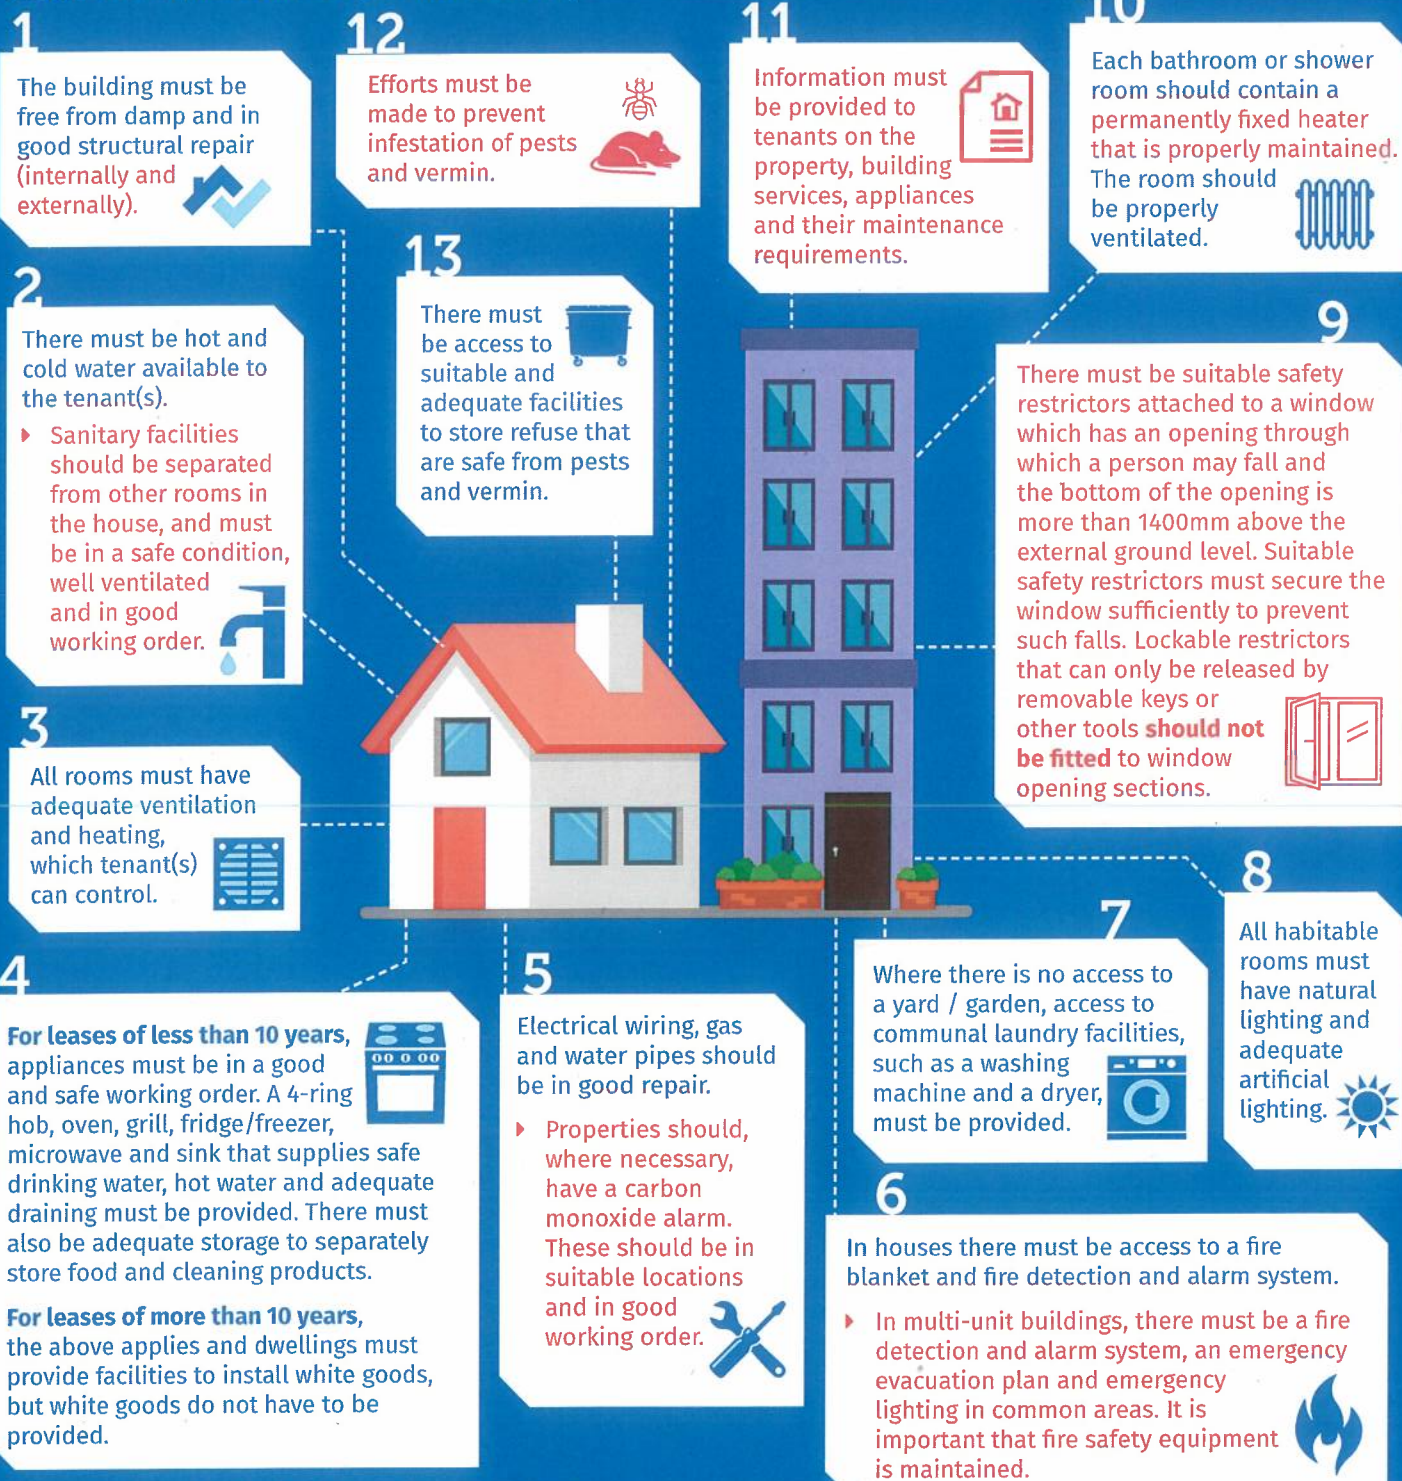 1
The building must be
free from damp and in
good structural repair
(internally and
externally).
2
There must be hot and
cold water available to
the tenant(s).
Sanitary facilities
should be separated
from other rooms in
the house, and must
be in a safe condition,
well ventilated
and in good
working order.
3
All rooms must have
adequate ventilation
and heating,
which tenant(s)
can control.
4
For leases of less than 10 years,
appliances must be in a good
and safe working order. A 4-ring
hob, oven, grill, fridge/freezer,
microwave and sink that supplies safe
drinking water, hot water and adequate
draining must be provided. There must
also be adequate storage to separately
store food and cleaning products.
For leases of more than 10 years,
the above applies and dwellings must
provide facilities to install white goods,
but white goods do not have to be
provided.
5
Electrical wiring, gas
and water pipes should
be in good repair.
Properties should,
where necessary,
have a carbon
monoxide alarm.
These should be in
suitable locations
and in good
working order.
6
In houses there must be access to a fire
blanket and fire detection and alarm system.
In multi-unit buildings, there must be a fire
detection and alarm system, an emergency
evacuation plan and emergency
lighting in common areas. It is
important that fire safety equipment
is maintained.
7
Where there is no access to
a yard / garden, access to
communal laundry facilities,
such as a washing
machine and a dryer,
must be provided.
8
All habitable
rooms must
have natural
lighting and
adequate
artificial
lighting.
9
There must be suitable safety
restrictors attached to a window
which has an opening through
which a person may fall and
the bottom of the opening is
more than 1400mm above the
external ground level. Suitable
safety restrictors must secure the
window sufficiently to prevent
such falls. Lockable restrictors
that can only be released by
removable keys or
other tools should not
be fitted to window
opening sections.
10
Each bathroom or shower
room should contain a
permanently fixed heater
that is properly maintained.
The room should
be properly
ventilated.
11
Information must
be provided to
tenants on the
property, building
services, appliances
and their maintenance
requirements.
12
Efforts must be
made to prevent
infestation of pests
and vermin.
13
There must
be access to
suitable and
adequate facilities
to store refuse that
are safe from pests
and vermin.